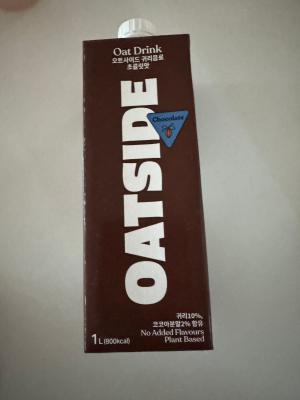 Oat Drink
오트사이드 귀리음료
초콜릿맛
OATSIDE
Chocolate
귀리10%,
코코아분말2% 함유
No Added Flavours
Plant Based
1L (800kcal)